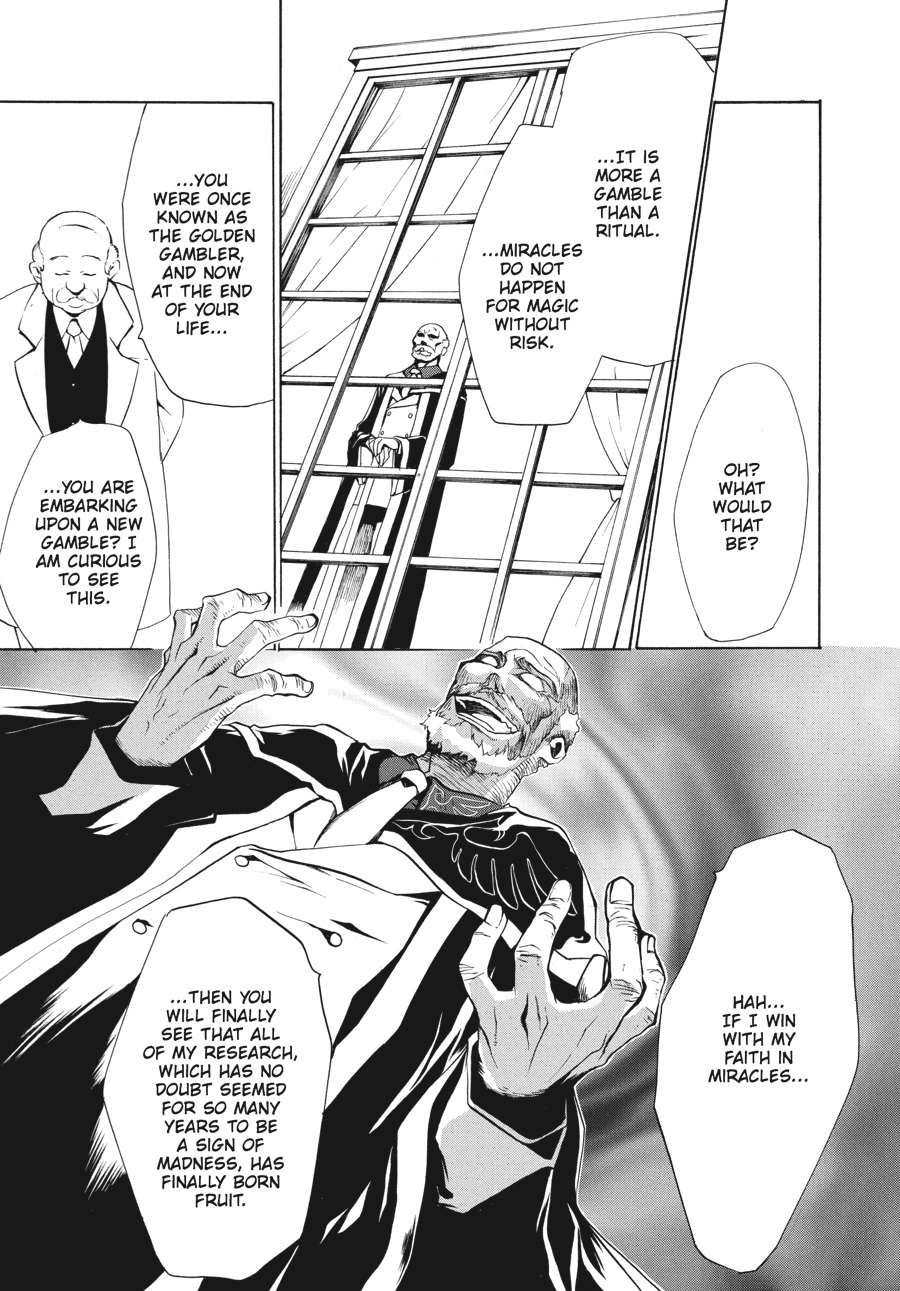 OH?
WHAT
WOULD
THAT
BE?
...IT IS
MORE A
GAMBLE
THAN A
RITUAL.
...MIRACLES
DO NOT
HAPPEN
FOR MAGIC
WITHOUT
RISK.
...YOU
WERE ONCE
KNOWN AS
THE GOLDEN
GAMBLER,
AND NOW
AT THE END
OF YOUR
LIFE...
...YOU ARE
EMBARKING
UPON A NEW
GAMBLE? I
AM CURIOUS
TO SEE
THIS.
HAH...
IF I WIN
WITH MY
FAITH IN
MIRACLES...
...THEN YOU
WILL FINALLY
SEE THAT ALL
OF MY RESEARCH,
WHICH HAS NO
DOUBT SEEMED
FOR SO MANY
YEARS TO BE
A SIGN OF
MADNESS, HAS
FINALLY BORN
FRUIT.